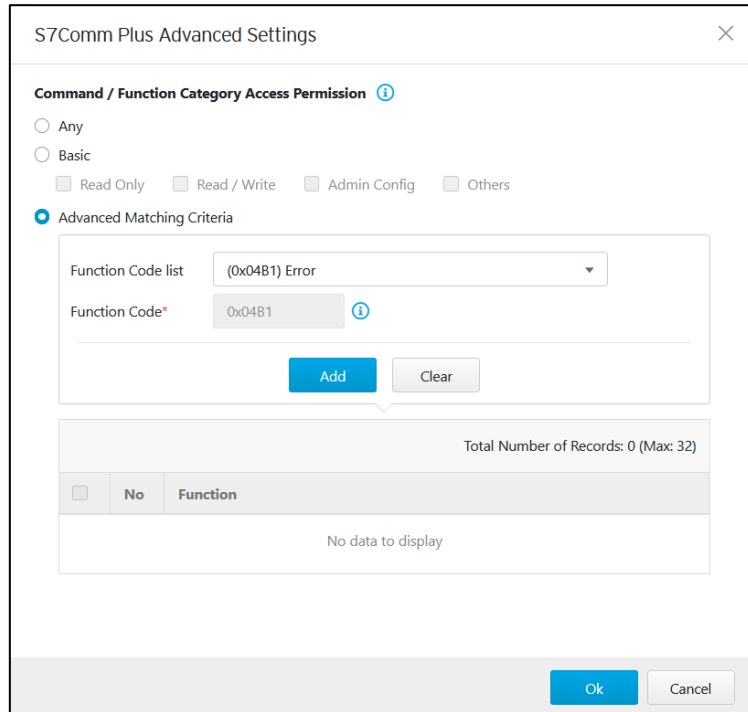 S7Comm Plus Advanced Settings
Command / Function Category Access Permission
Any
Basic
Read Only Read / Write Admin Config Others
Advanced Matching Criteria
Function Code list (0x04B1) Error
Function Code* 0x04B1
Add Clear
Total Number of Records: 0 (Max: 32)
No Function
No data to display
Ok Cancel